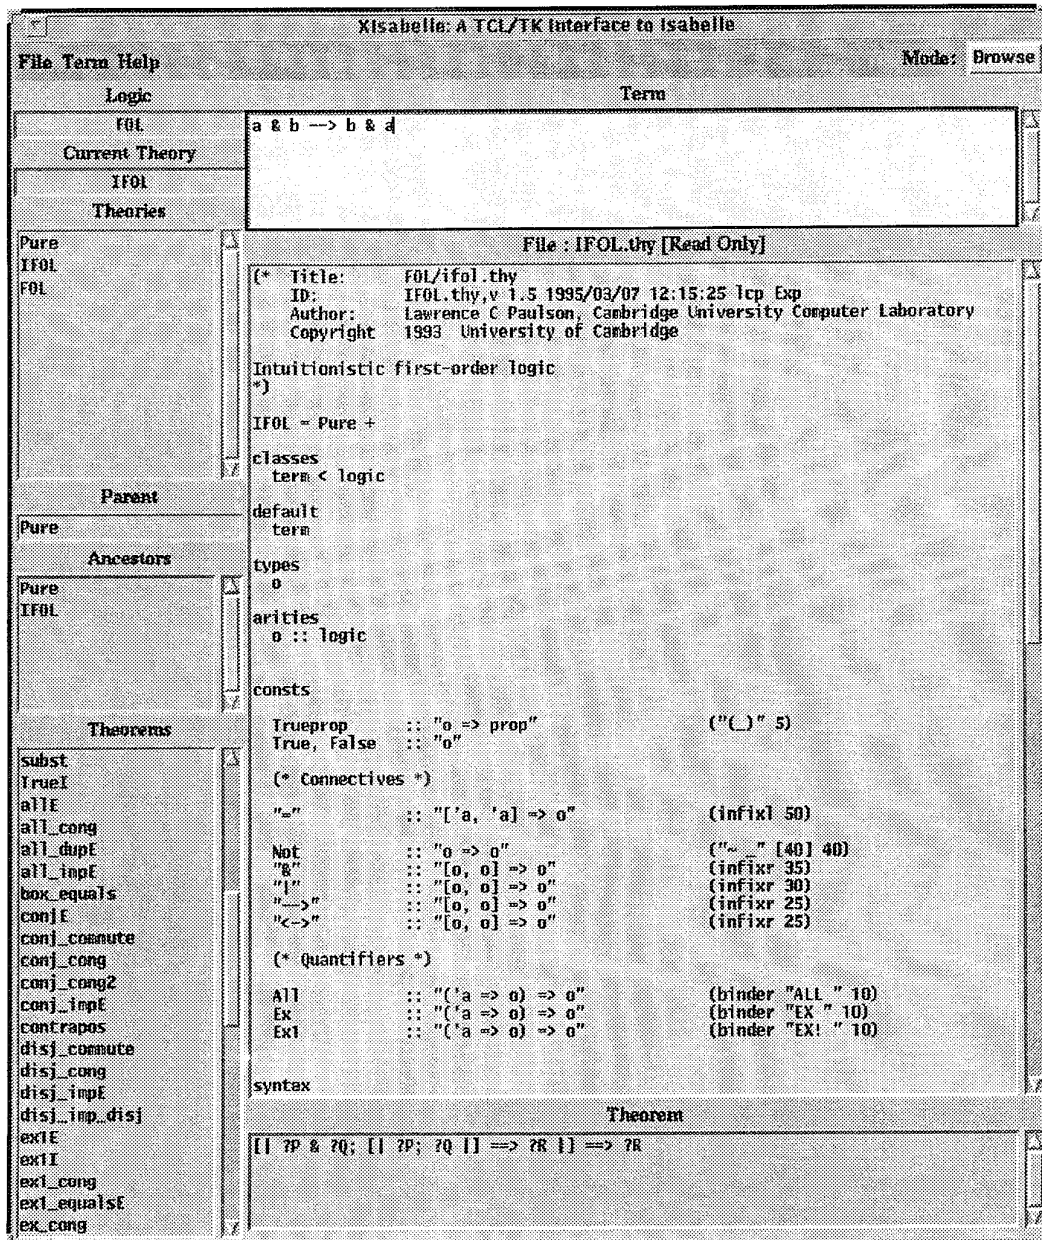 XIsabelle: A TCL/TK Interface to Isabelle
File Term Help
Mode: Browse
Logic
FOL
Current Theory
IFOL
Theories
Pure
IFOL
FOL
Parent
Pure
Ancestors
Pure
IFOL
Theorems
subst
TrueI
allE
all_cong
all_dupE
all_impE
box_equals
conjE
conj_commute
conj_cong
conj_cong2
conj_impE
contrapos
disj_commute
disj_cong
disj_impE
disj_imp_disj
ex1E
ex1I
ex1_cong
ex1_equalsE
ex_cong
Term
a & b --> b & a
File : IFOL.thy [Read Only]
(* Title: FOL/ifol.thy
ID: IFOL.thy,v 1.5 1995/03/07 12:15:25 lcp Exp
Author: Lawrence C Paulson, Cambridge University Computer Laboratory
Copyright 1993 University of Cambridge
Intuitionistic first-order logic
*)
IFOL = Pure +
classes
term < logic
default
term
types
o
arities
o :: logic
consts
Trueprop :: "o => prop" ("(_)" 5)
True, False :: "o"
(* Connectives *)
"=" :: "['a, 'a] => o" (infixl 50)
Not :: "o => o" ("~ _" [40] 40)
"&" :: "[o, o] => o" (infixr 35)
"|" :: "[o, o] => o" (infixr 30)
"-->" :: "[o, o] => o" (infixr 25)
"<->" :: "[o, o] => o" (infixr 25)
(* Quantifiers *)
All :: "('a => o) => o" (binder "ALL " 10)
Ex :: "('a => o) => o" (binder "EX " 10)
Ex1 :: "('a => o) => o" (binder "EX! " 10)
syntax
Theorem
[| ?P & ?Q; [| ?P; ?Q |] ==> ?R |] ==> ?R